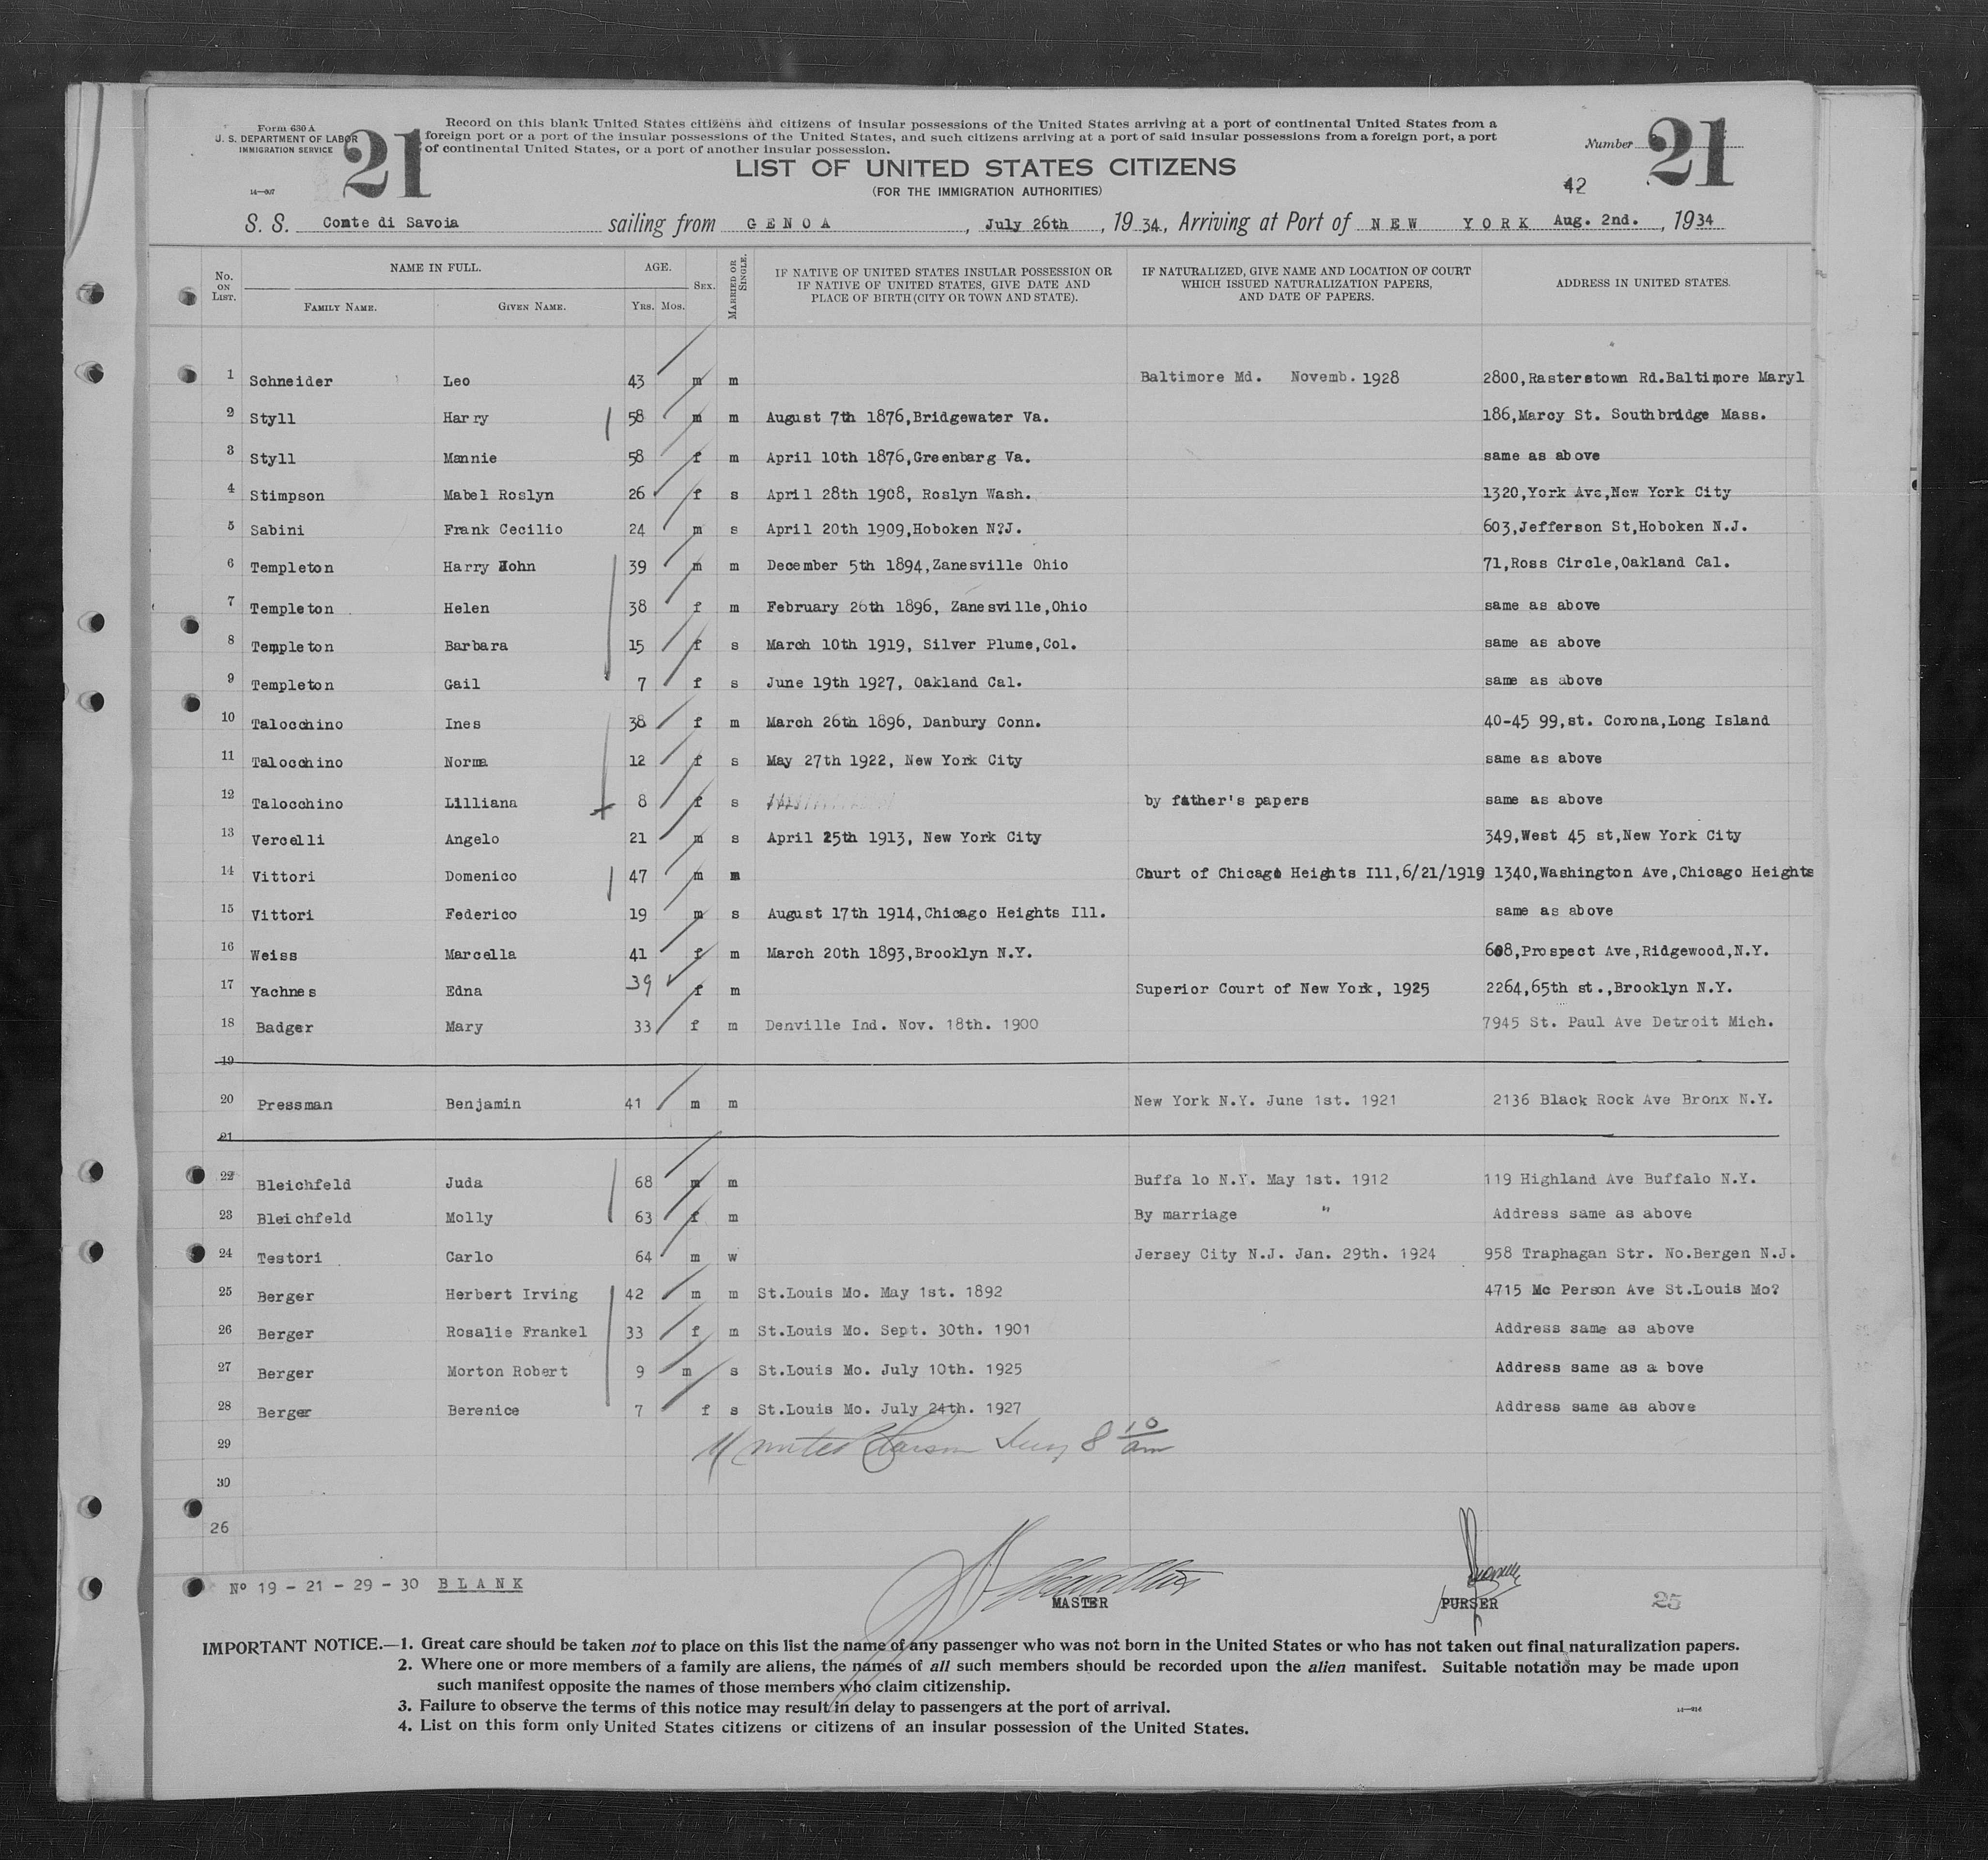 Form 630 A
U. S. DEPARTMENT OF LABOR
IMMIGRATION SERVICE
14—607
21
Record on this blank United States citizens and citizens of insular possessions of the United States arriving at a port of continental United States from a
foreign port or a port of the insular possessions of the United States, and such citizens arriving at a port of said insular possessions from a foreign port, a port
of continental United States, or a port of another insular possession.
Number 21
LIST OF UNITED STATES CITIZENS
(FOR THE IMMIGRATION AUTHORITIES)
42
S. S. Conte di Savoia sailing from GENOA, July 26th, 1934, Arriving at Port of NEW YORK Aug. 2nd., 1934
No. ON LIST. NAME IN FULL. AGE. SEX. MARRIED OR SINGLE. IF NATIVE OF UNITED STATES INSULAR POSSESSION OR IF NATIVE OF UNITED STATES, GIVE DATE AND PLACE OF BIRTH (CITY OR TOWN AND STATE). IF NATURALIZED, GIVE NAME AND LOCATION OF COURT WHICH ISSUED NATURALIZATION PAPERS, AND DATE OF PAPERS. ADDRESS IN UNITED STATES.
FAMILY NAME. GIVEN NAME. YRS. MOS.
1 Schneider Leo 43 m m Baltimore Md. Novemb. 1928 2800,Rasterstown Rd.Baltimore Maryl
2 Styll Harry 58 m m August 7th 1876,Bridgewater Va. 186,Marcy St. Southbridge Mass.
3 Styll Mannie 58 f m April 10th 1876,Greenbarg Va. same as above
4 Stimpson Mabel Roslyn 26 f s April 28th 1908, Roslyn Wash. 1320,York Ave,New York City
5 Sabini Frank Cecilio 24 m s April 20th 1909,Hoboken N?J. 603,Jefferson St,Hoboken N.J.
6 Templeton Harry John 39 m m December 5th 1894,Zanesville Ohio 71,Ross Circle,Oakland Cal.
7 Templeton Helen 38 f m February 26th 1896, Zanesville,Ohio same as above
8 Templeton Barbara 15 f s March 10th 1919, Silver Plume,Col. same as above
9 Templeton Gail 7 f s June 19th 1927, Oakland Cal. same as above
10 Talocchino Ines 38 f m March 26th 1896, Danbury Conn. 40-45 99,st. Corona,Long Island
11 Talocchino Norma 12 f s May 27th 1922, New York City same as above
12 Talocchino Lilliana 8 f s by father's papers same as above
13 Vercelli Angelo 21 m s April 25th 1913, New York City 349,West 45 st,New York City
14 Vittori Domenico 47 m m Court of Chicago Heights Ill,6/21/1919 1340,Washington Ave,Chicago Heights
15 Vittori Federico 19 m s August 17th 1914,Chicago Heights Ill. same as above
16 Weiss Marcella 41 f m March 20th 1893,Brooklyn N.Y. 608,Prospect Ave,Ridgewood,N.Y.
17 Yachnes Edna 39 f m Superior Court of New York, 1925 2264,65th st.,Brooklyn N.Y.
18 Badger Mary 33 f m Denville Ind. Nov. 18th. 1900 7945 St. Paul Ave Detroit Mich.
19
20 Pressman Benjamin 41 m m New York N.Y. June 1st. 1921 2136 Black Rock Ave Bronx N.Y.
21
22 Bleichfeld Juda 68 m m Buffa lo N.Y. May 1st. 1912 119 Highland Ave Buffalo N.Y.
23 Bleichfeld Molly 63 f m By marriage " Address same as above
24 Testori Carlo 64 m w Jersey City N.J. Jan. 29th. 1924 958 Traphagan Str. No.Bergen N.J.
25 Berger Herbert Irving 42 m m St.Louis Mo. May 1st. 1892 4715 Mc Person Ave St.Louis Mo?
26 Berger Rosalie Frankel 33 f m St.Louis Mo. Sept. 30th. 1901 Address same as above
27 Berger Morton Robert 9 m s St.Louis Mo. July 10th. 1925 Address same as a bove
28 Berger Berenice 7 f s St.Louis Mo. July 24th. 1927 Address same as above
29 8 10 am
30
26
Nº 19 - 21 - 29 - 30 BLANK
MASTER
PURSER
25
IMPORTANT NOTICE.—1. Great care should be taken not to place on this list the name of any passenger who was not born in the United States or who has not taken out final naturalization papers.
2. Where one or more members of a family are aliens, the names of all such members should be recorded upon the alien manifest. Suitable notation may be made upon
such manifest opposite the names of those members who claim citizenship.
3. Failure to observe the terms of this notice may result in delay to passengers at the port of arrival.
4. List on this form only United States citizens or citizens of an insular possession of the United States.